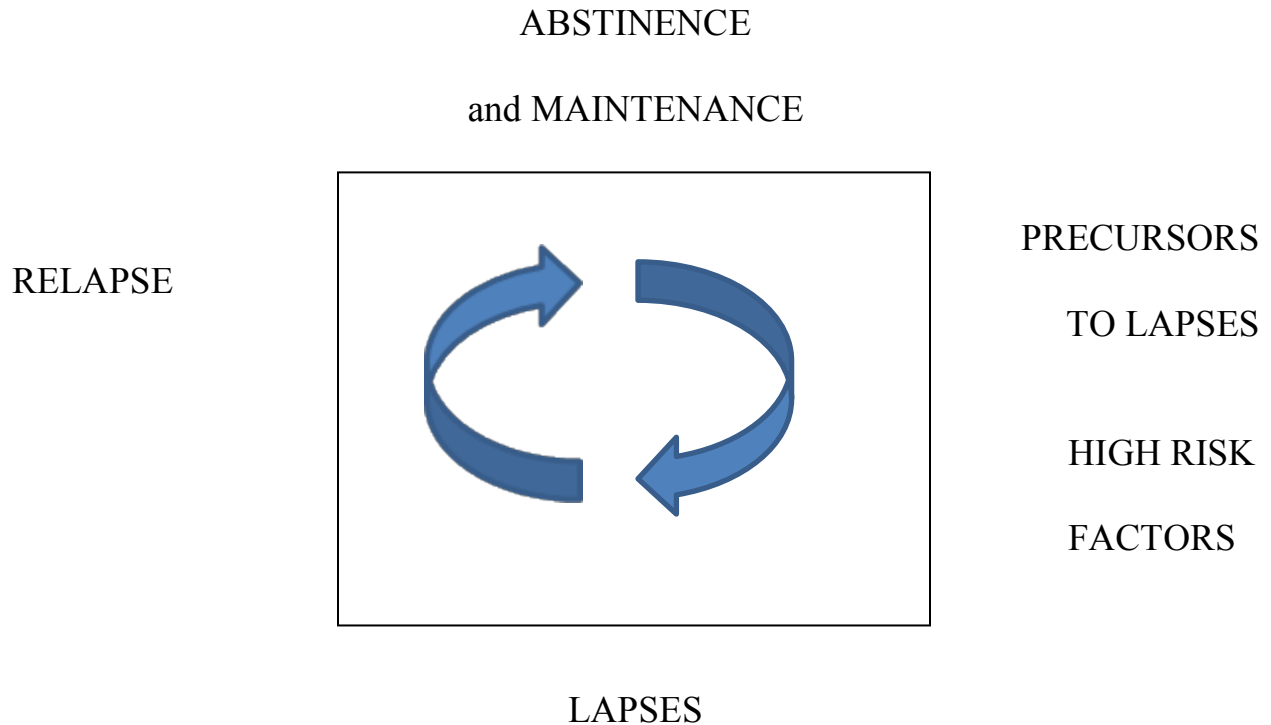 ABSTINENCE
and MAINTENANCE
PRECURSORS
RELAPSE
TO LAPSES
HIGH RISK
FACTORS
LAPSES